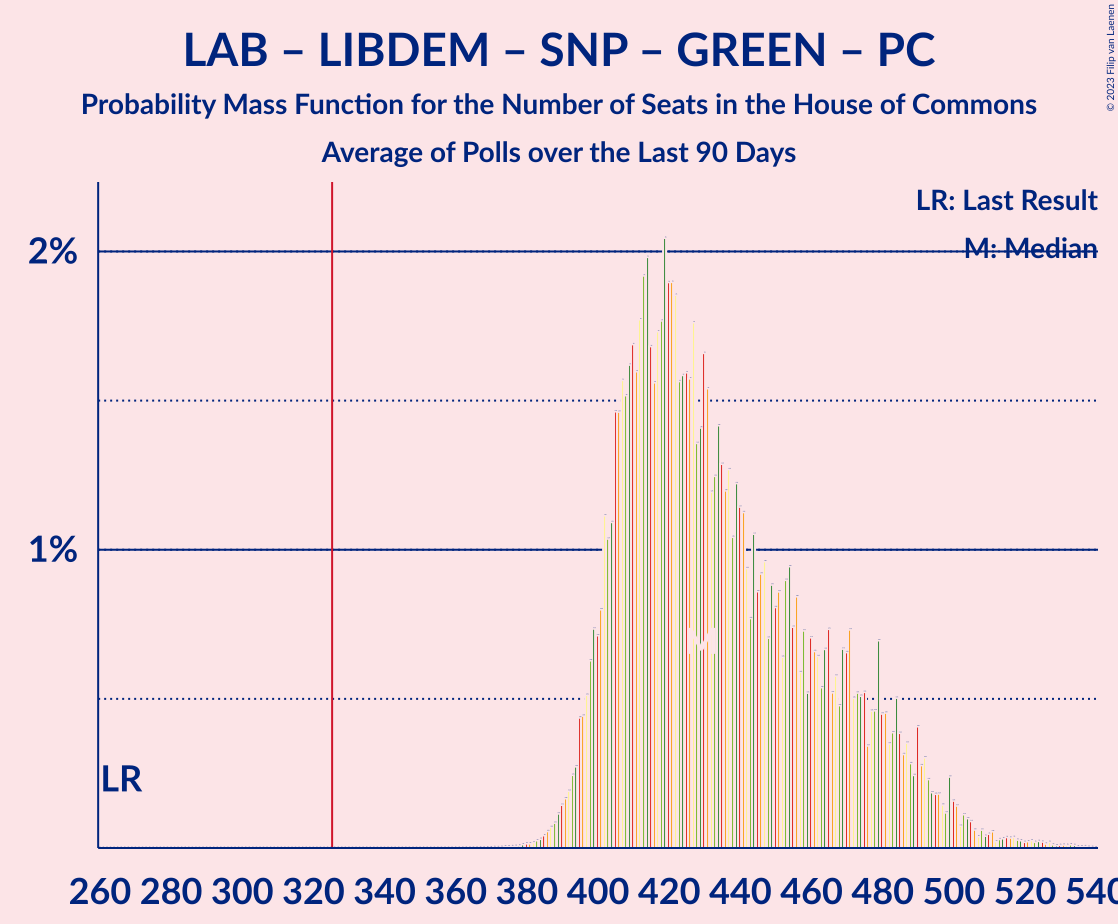 LAB – LIBDEM – SNP – GREEN – PC
Probability Mass Function for the Number of Seats in the House of Commons
Average of Polls over the Last 90 Days
© 2023 Filip van Laenen
LR: Last Result
M: Median
2%
1%
LR
260 280 300 320 340 360 380 400 420 440 460 480 500 520 540